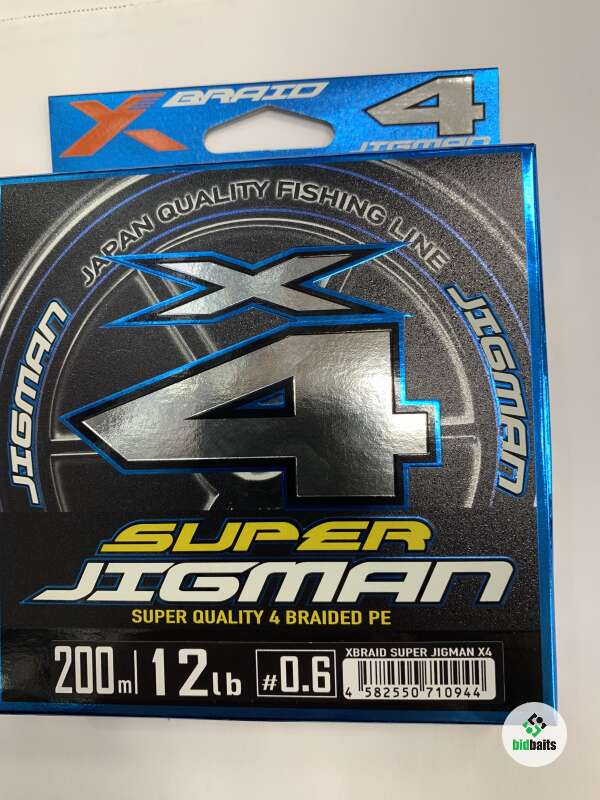 X BRAID 4
JIGMAN
JAPAN QUALITY FISHING LINE
JIGMAN
X
4
JIGMAN
SUPER
JIGMAN
SUPER QUALITY 4 BRAIDED PE
200m 12lb #0.6
XBRAID SUPER JIGMAN X4
4 582550 710944
bidbaits